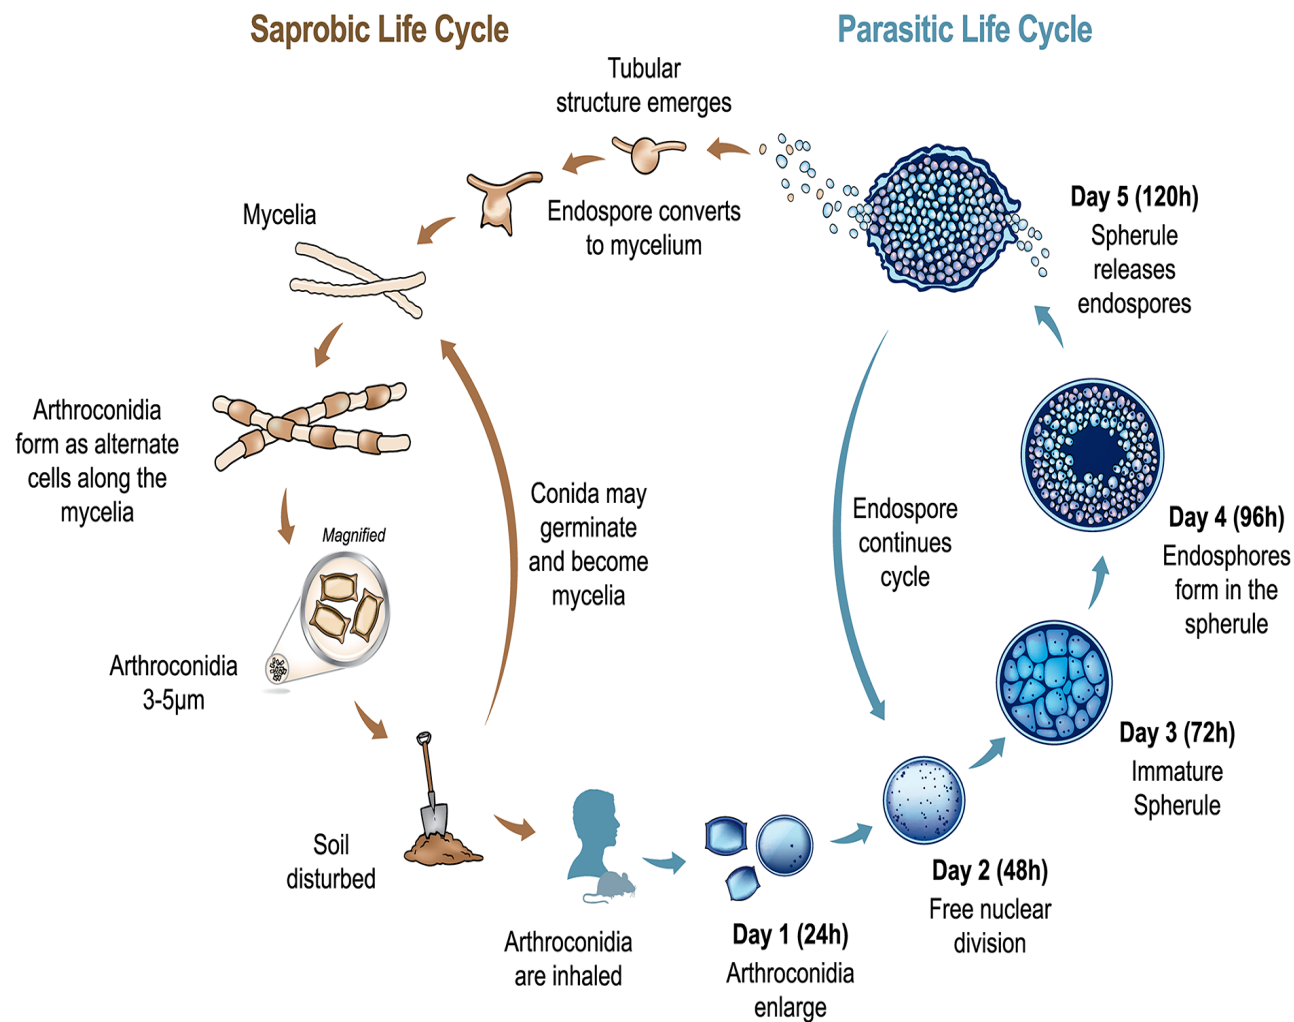 Saprobic Life Cycle
Parasitic Life Cycle
Tubular
structure emerges
Endospore converts
to mycelium
Mycelia
Arthroconidia
form as alternate
cells along the
mycelia
Magnified
Arthroconidia
3-5µm
Conida may
germinate
and become
mycelia
Soil
disturbed
Arthroconidia
are inhaled
Day 1 (24h)
Arthroconidia
enlarge
Day 2 (48h)
Free nuclear
division
Day 3 (72h)
Immature
Spherule
Day 4 (96h)
Endosphores
form in the
spherule
Day 5 (120h)
Spherule
releases
endospores
Endospore
continues
cycle